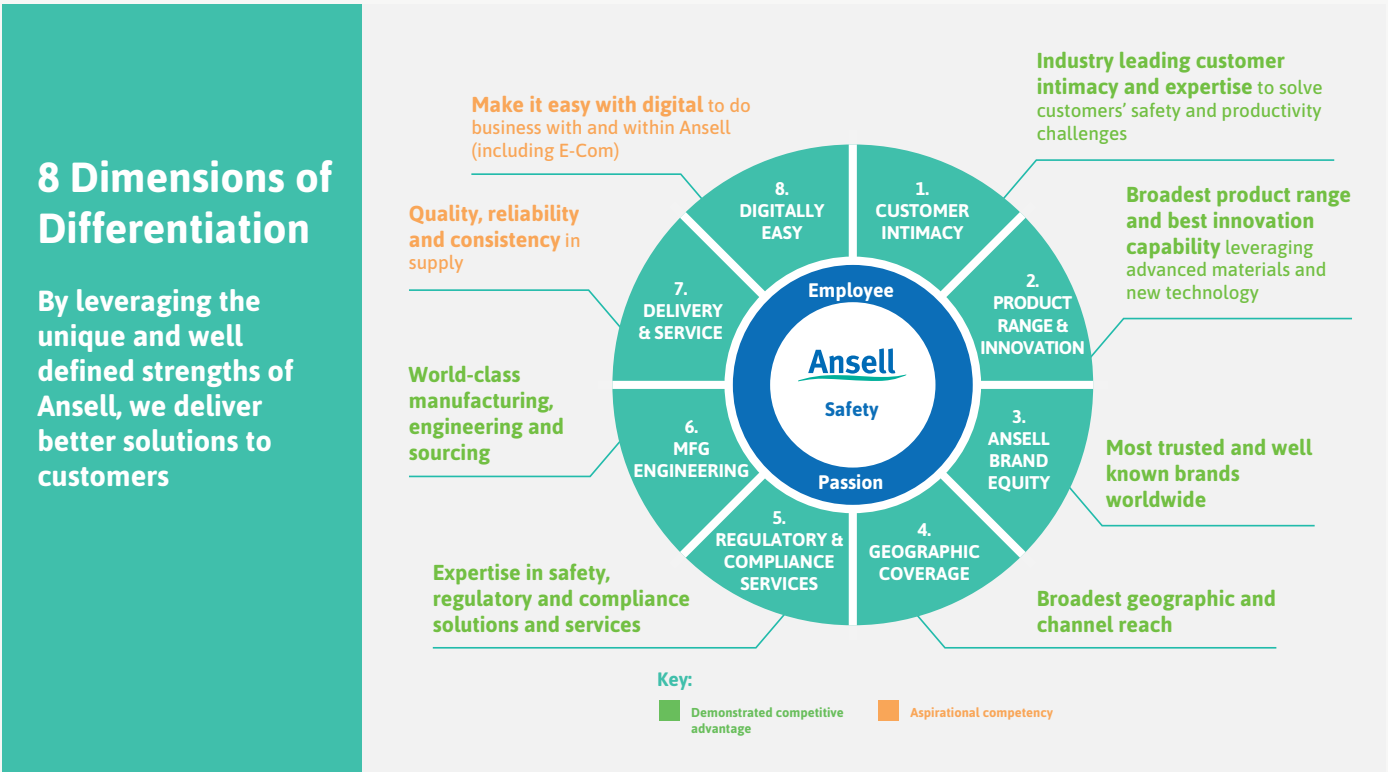 8 Dimensions of
Differentiation
By leveraging the
unique and well
defined strengths of
Ansell, we deliver
better solutions to
customers
Industry leading customer
intimacy and expertise to solve
customers’ safety and productivity
challenges
Broadest product range
and best innovation
capability leveraging
advanced materials and
new technology
Most trusted and well
known brands
worldwide
Broadest geographic and
channel reach
Expertise in safety,
regulatory and compliance
solutions and services
World-class
manufacturing,
engineering and
sourcing
Quality, reliability
and consistency in
supply
Make it easy with digital to do
business with and within Ansell
(including E-Com)
1.
CUSTOMER
INTIMACY
2.
PRODUCT
RANGE &
INNOVATION
3.
ANSELL
BRAND
EQUITY
4.
GEOGRAPHIC
COVERAGE
5.
REGULATORY &
COMPLIANCE
SERVICES
6.
MFG
ENGINEERING
7.
DELIVERY
& SERVICE
8.
DIGITALLY
EASY
Employee
Ansell
Safety
Passion
Key:
Demonstrated competitive
advantage
Aspirational competency